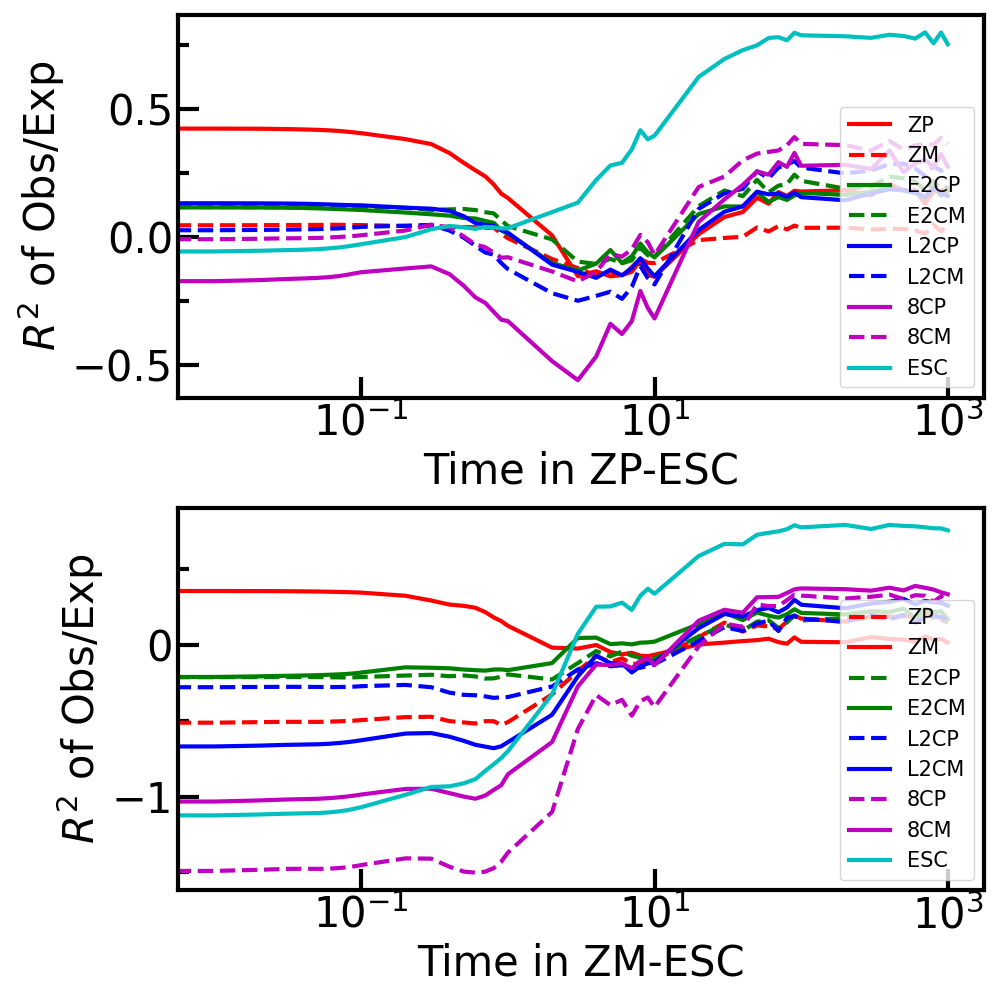 R² of Obs/Exp
0.5
0.0
−0.5
ZP
ZM
E2CP
E2CM
L2CP
L2CM
8CP
8CM
ESC
10⁻¹
10¹
10³
Time in ZP-ESC
R² of Obs/Exp
0
−1
ZP
ZM
E2CP
E2CM
L2CP
L2CM
8CP
8CM
ESC
10⁻¹
10¹
10³
Time in ZM-ESC